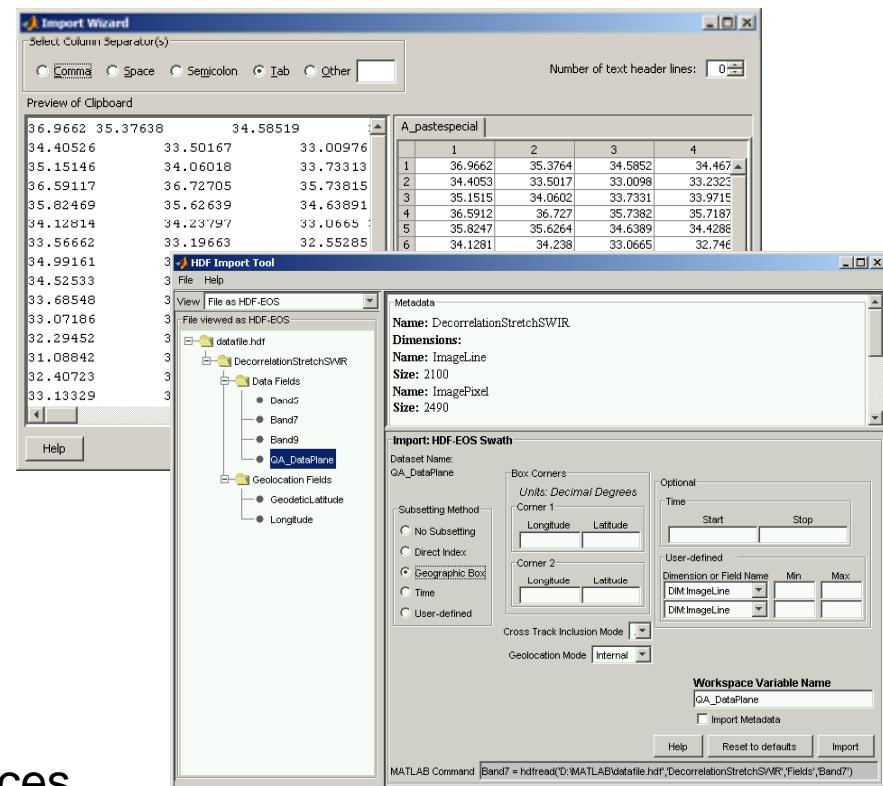 Import Wizard
Select Column Separator(s)
Comma Space Semicolon Tab Other
Number of text header lines: 0
Preview of Clipboard
36.9662 35.37638 34.58519
34.40526 33.50167 33.00976
35.15146 34.06018 33.73313
36.59117 36.72705 35.73815
35.82469 35.62639 34.63891
34.12814 34.23797 33.0665
33.56662 33.19663 32.55285
34.99161 3
34.52533 3
33.68548 3
33.07186 3
32.29452 3
31.08842 3
32.40723 3
33.13329 3
Help
A_pastespecial
1 2 3 4
1 36.9662 35.3764 34.5852 34.467
2 34.4053 33.5017 33.0098 33.2323
3 35.1515 34.0602 33.7331 33.9715
4 36.5912 36.727 35.7382 35.7187
5 35.8247 35.6264 34.6389 34.4288
6 34.1281 34.238 33.0665 32.746
HDF Import Tool
File Help
View File as HDF-EOS
File viewed as HDF-EOS
datafile.hdf
DecorrelationStretchSWIR
Data Fields
Band5
Band7
Band9
QA_DataPlane
Geolocation Fields
GeodeticLatitude
Longitude
Metadata
Name: DecorrelationStretchSWIR
Dimensions:
Name: ImageLine
Size: 2100
Name: ImagePixel
Size: 2490
Import: HDF-EOS Swath
Dataset Name:
QA_DataPlane
Subsetting Method
No Subsetting
Direct Index
Geographic Box
Time
User-defined
Box Corners
Units: Decimal Degrees
Corner 1
Longitude Latitude
Corner 2
Longitude Latitude
Cross Track Inclusion Mode
Geolocation Mode Internal
Optional
Time
Start Stop
User-defined
Dimension or Field Name Min Max
DIM:ImageLine
DIM:ImageLine
Workspace Variable Name
QA_DataPlane
Import Metadata
Help Reset to defaults Import
MATLAB Command Band7 = hdfread('D:\MATLAB\datafile.hdf','DecorrelationStretchSWIR','Fields','Band7')
ces